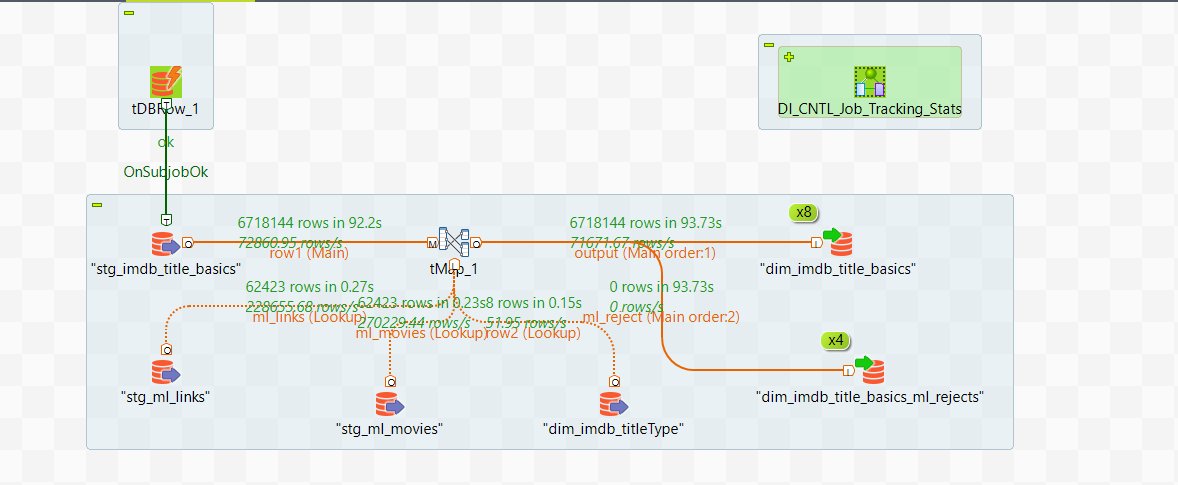 tDBRow_1
DI_CNTL_Job_Tracking_Stats
ok
OnSubjobOk
6718144 rows in 92.2s
72860.95 rows/s
row1 (Main)
6718144 rows in 93.73s
71671.67 rows/s
output (Main order:1)
x8
"stg_imdb_title_basics"
tMap_1
"dim_imdb_title_basics"
62423 rows in 0.27s
228655.68 rows/s
ml_links (Lookup)
62423 rows in 0.23s
270229.44 rows/s
ml_movies (Lookup)
8 rows in 0.15s
51.95 rows/s
row2 (Lookup)
0 rows in 93.73s
0 rows/s
ml_reject (Main order:2)
x4
"stg_ml_links"
"dim_imdb_title_basics_ml_rejects"
"stg_ml_movies"
"dim_imdb_titleType"